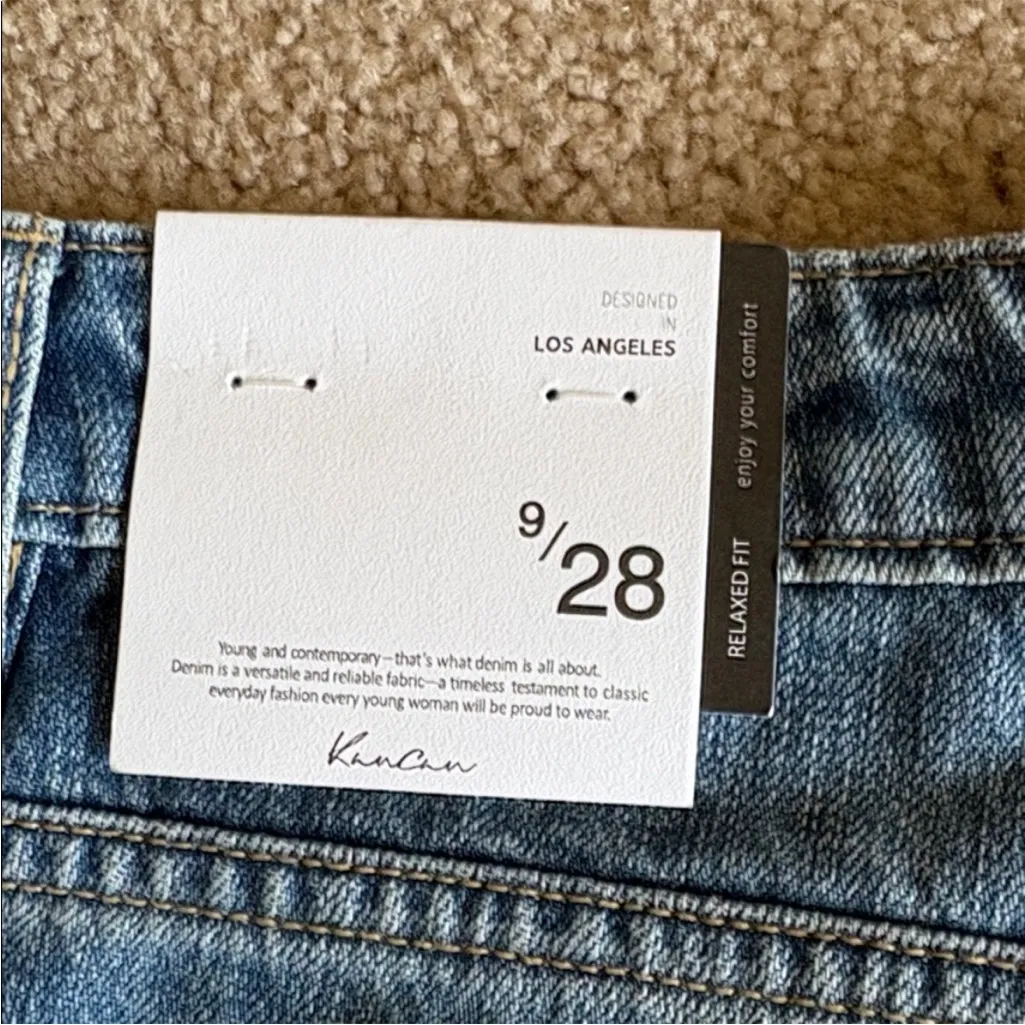 DESIGNED
IN
LOS ANGELES
9/28
Young and contemporary—that's what denim is all about.
Denim is a versatile and reliable fabric—a timeless testament to classic
everyday fashion every young woman will be proud to wear.
KanCan
RELAXED FIT enjoy your comfort